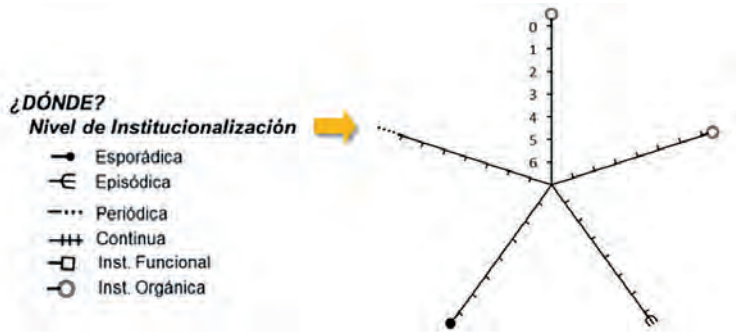 ¿DÓNDE?
Nivel de Institucionalización
Esporádica
Episódica
Periódica
Continua
Inst. Funcional
Inst. Orgánica
0
1
2
3
4
5
6